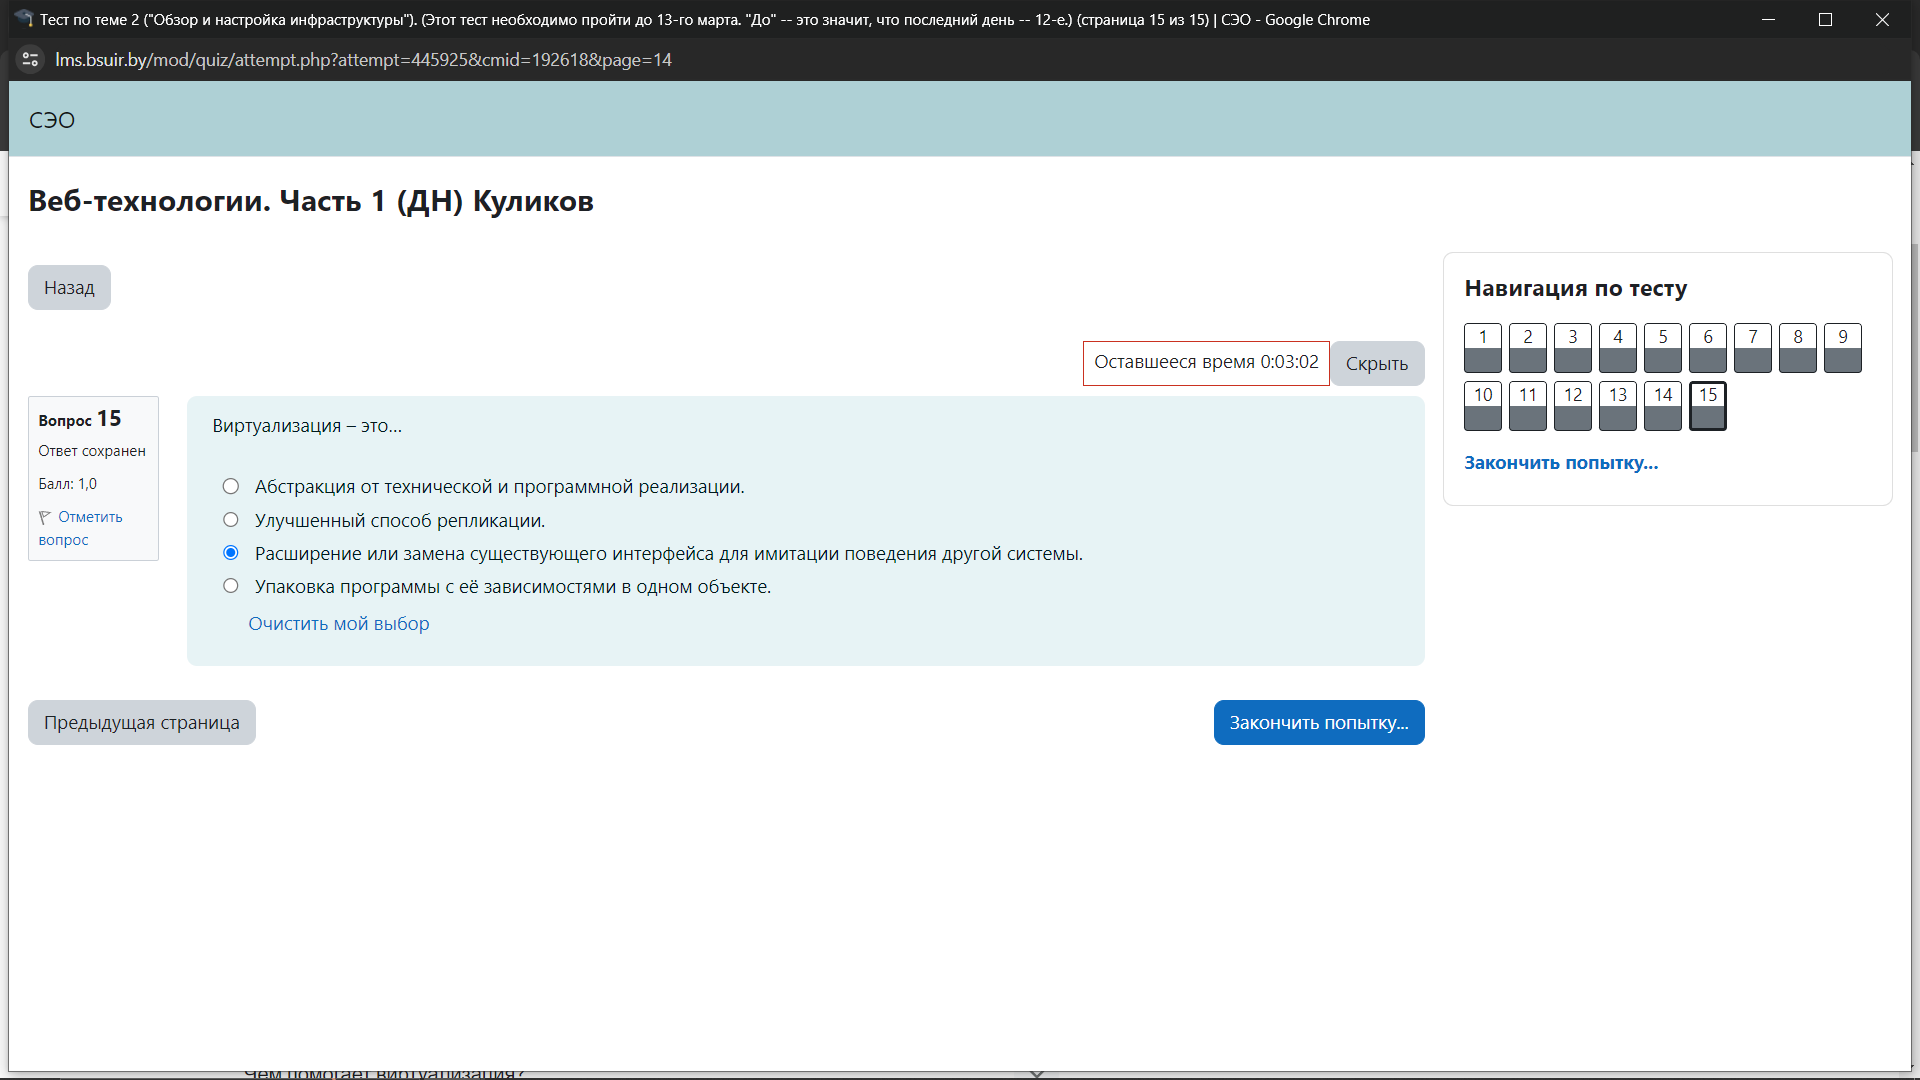 Тест по теме 2 ("Обзор и настройка инфраструктуры"). (Этот тест необходимо пройти до 13-го марта. "До" -- это значит, что последний день -- 12-е.) (страница 15 из 15) | СЭО - Google Chrome
lms.bsuir.by/mod/quiz/attempt.php?attempt=445925&cmid=192618&page=14
СЭО
Веб-технологии. Часть 1 (ДН) Куликов
Назад
Оставшееся время 0:03:02
Скрыть
Вопрос 15
Ответ сохранен
Балл: 1,0
Отметить
вопрос
Виртуализация – это...
Абстракция от технической и программной реализации.
Улучшенный способ репликации.
Расширение или замена существующего интерфейса для имитации поведения другой системы.
Упаковка программы с её зависимостями в одном объекте.
Очистить мой выбор
Предыдущая страница
Закончить попытку...
Навигация по тесту
1 2 3 4 5 6 7 8 9
10 11 12 13 14 15
Закончить попытку...
Чем помогает виртуализация?